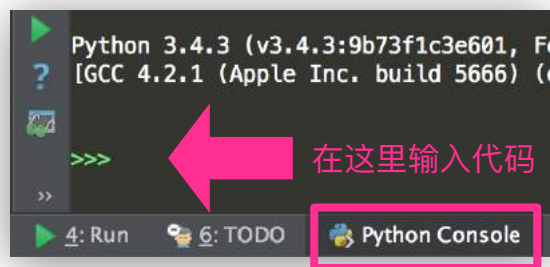 Python 3.4.3 (v3.4.3:9b73f1c3e601, F
[GCC 4.2.1 (Apple Inc. build 5666) (
>>>
在这里输入代码
>>
4: Run 6: TODO Python Console